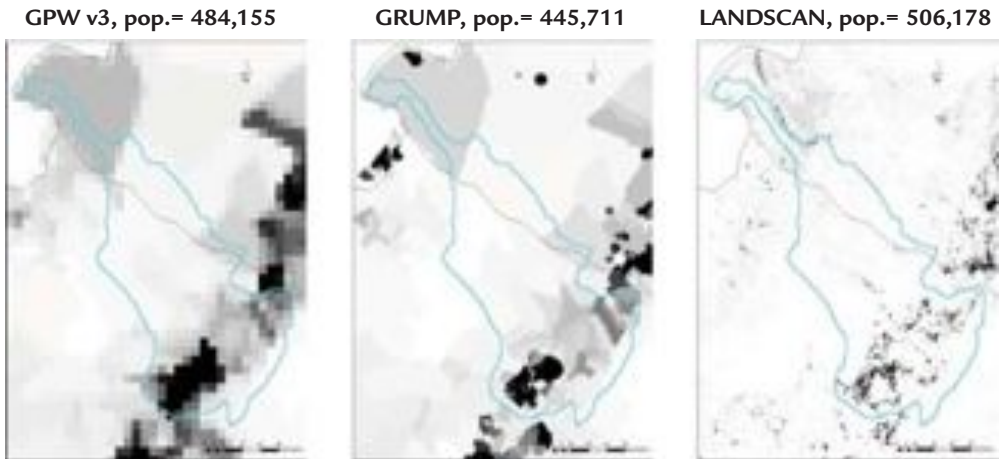 GPW v3, pop.= 484,155
GRUMP, pop.= 445,711
LANDSCAN, pop.= 506,178